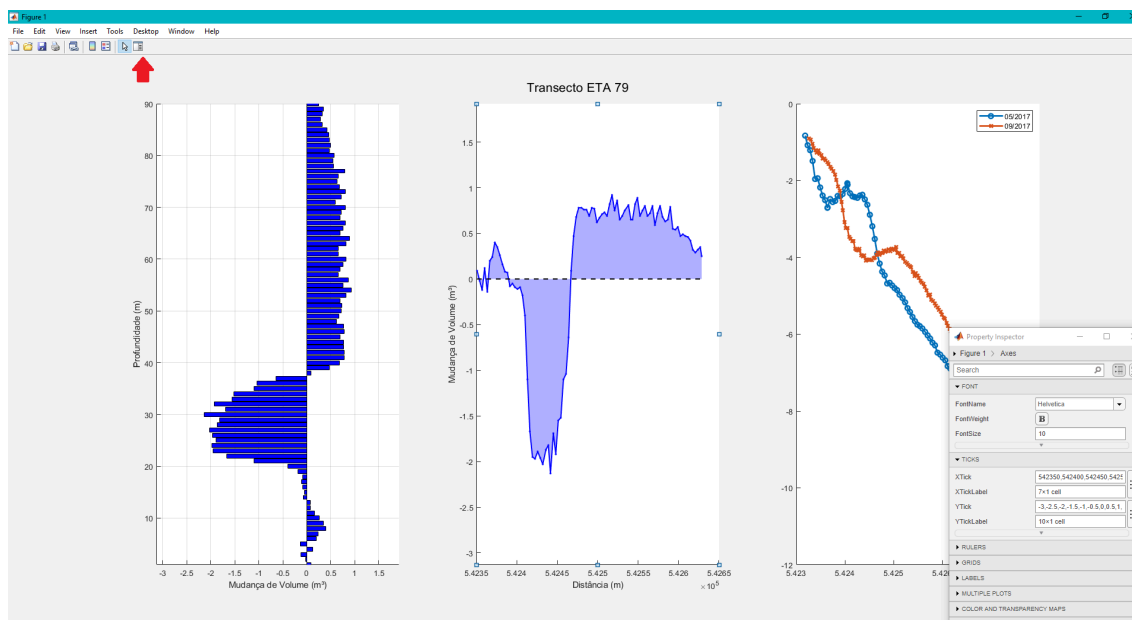 Figure 1
File Edit View Insert Tools Desktop Window Help
Transecto ETA 79
90
80
70
60
50
40
30
20
10
Profundidade (m)
-3 -2.5 -2 -1.5 -1 -0.5 0 0.5 1 1.5
Mudança de Volume (m³)
1.5
1
0.5
0
-0.5
-1
-1.5
-2
-2.5
-3
Mudança de Volume (m³)
5.4235 5.424 5.4245 5.425 5.4255 5.426 5.4265
Distância (m)
×10⁵
05/2017
09/2017
0
-2
-4
-6
-8
-10
-12
5.423 5.424 5.425
Property Inspector
Figure 1 > Axes
Search
FONT
FontName Helvetica
FontWeight B
FontSize 10
TICKS
XTick 542350,542400,542450,5425
XTickLabel 7×1 cell
YTick -3,-2.5,-2,-1.5,-1,-0.5,0,0.5,1,
YTickLabel 10×1 cell
RULERS
GRIDS
LABELS
MULTIPLE PLOTS
COLOR AND TRANSPARENCY MAPS